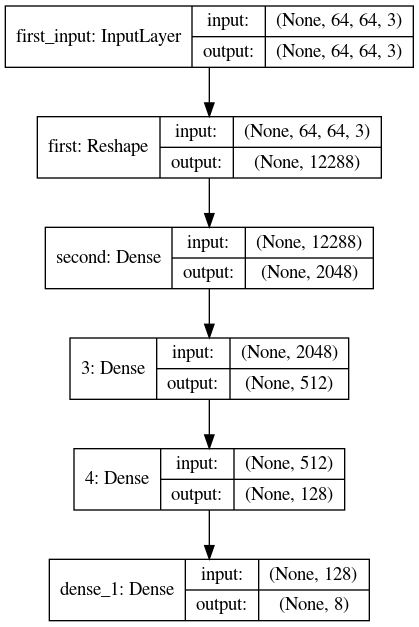 first_input: InputLayer input: (None, 64, 64, 3)
output: (None, 64, 64, 3)
first: Reshape input: (None, 64, 64, 3)
output: (None, 12288)
second: Dense input: (None, 12288)
output: (None, 2048)
3: Dense input: (None, 2048)
output: (None, 512)
4: Dense input: (None, 512)
output: (None, 128)
dense_1: Dense input: (None, 128)
output: (None, 8)